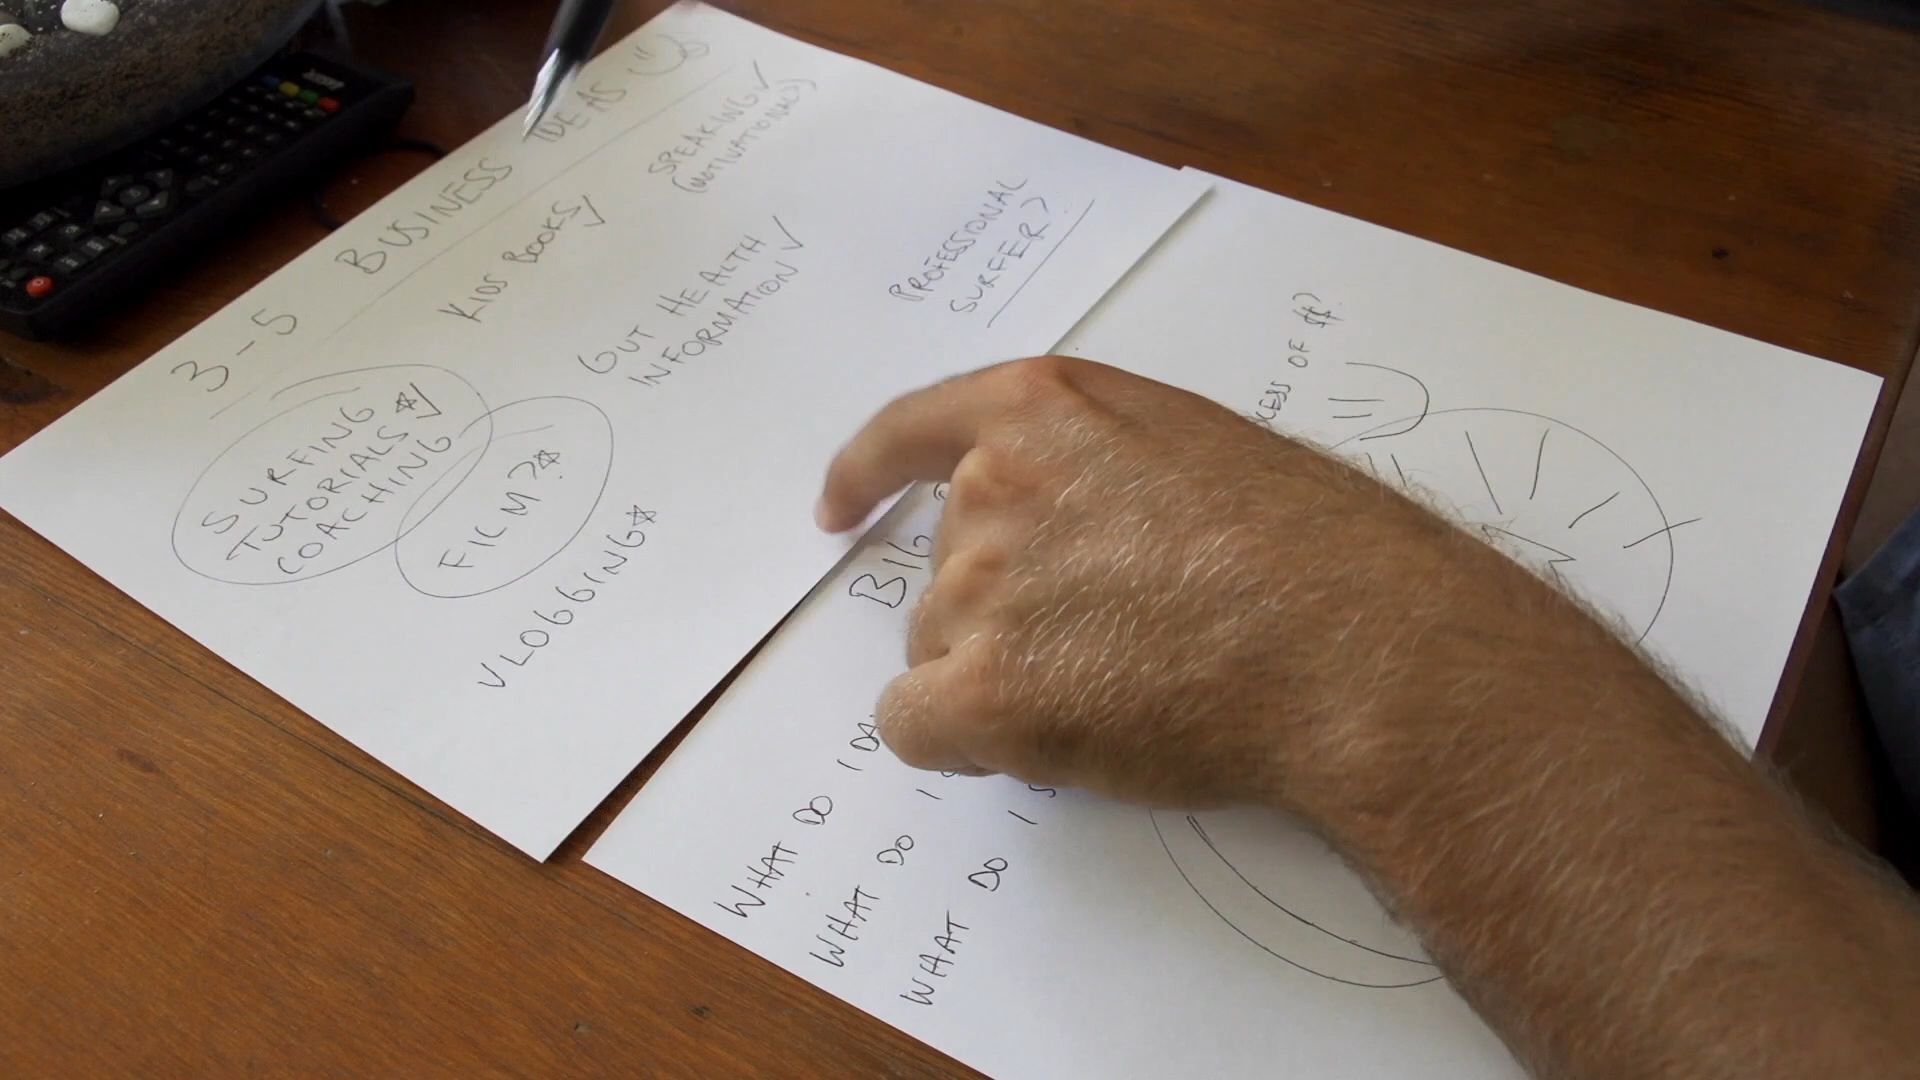 3-5 BUSINESS IDEAS
SURFING
TUTORIALS
COACHING
KIDS BOOKS
SPEAKING
(MOTIVATIONAL)
FILM?
GUT HEALTH
INFORMATION
VLOGGING
PROFESSIONAL
SURFER?
OF $?
BIG
WHAT DO I
WHAT DO I
WHAT DO I